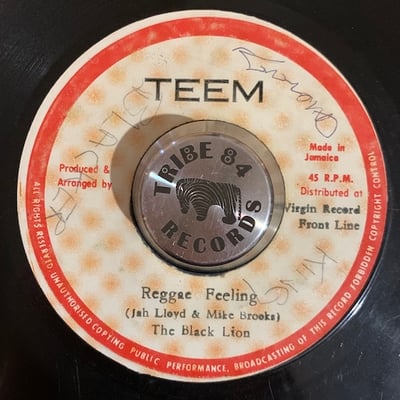 TEEM
Made in
Jamaica
Produced &
Arranged by
45 R.P.M.
Distributed at
Virgin Record
Front Line
TRIBE 84
RECORDS
Reggae Feeling
(Jah Lloyd & Mike Brooks)
The Black Lion
ALL RIGHTS RESERVED UNAUTHORISED COPYING PUBLIC PERFORMANCE, BROADCASTING OF THIS RECORD FORBIDDEN COPYRIGHT CONTROL